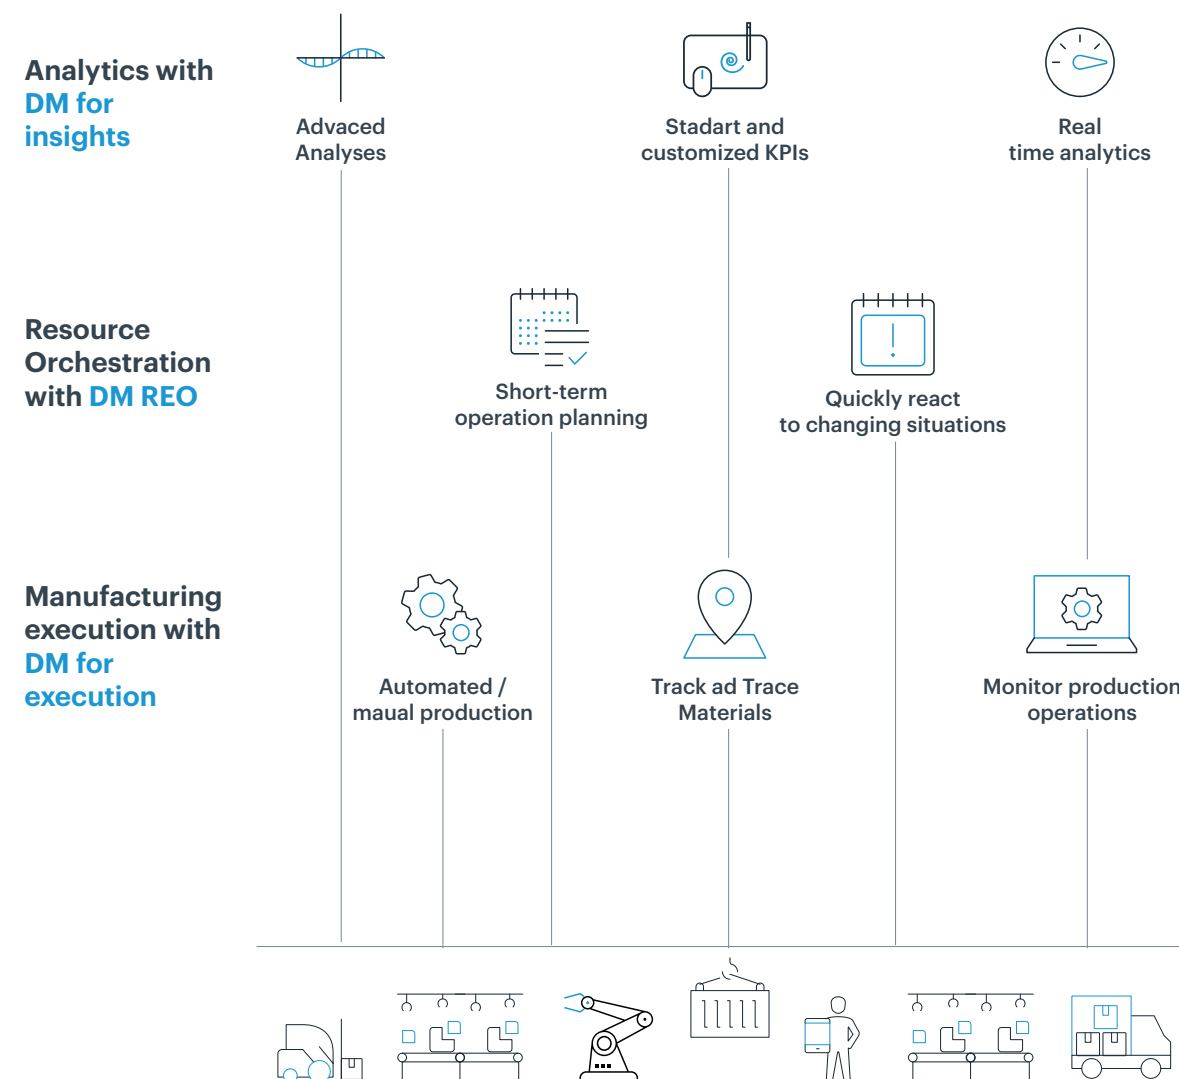 Analytics with
DM for
insights
Advaced
Analyses
Stadart and
customized KPIs
Real
time analytics
Resource
Orchestration
with DM REO
Short-term
operation planning
Quickly react
to changing situations
Manufacturing
execution with
DM for
execution
Automated /
maual production
Track ad Trace
Materials
Monitor production
operations